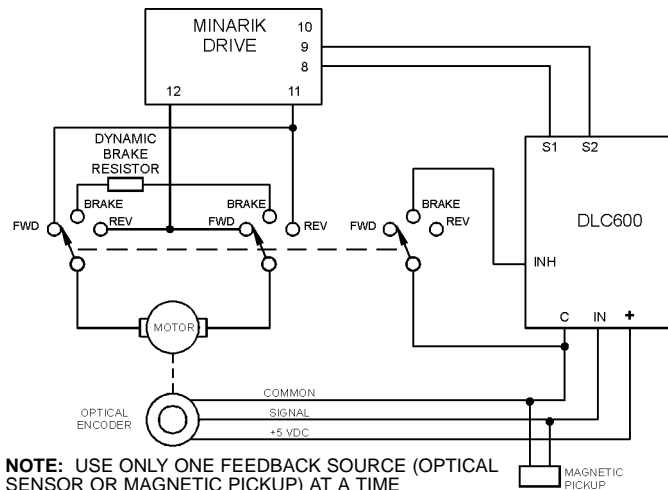 MINARIK
DRIVE
10
9
8
12
11
DYNAMIC
BRAKE
RESISTOR
S1
S2
BRAKE
BRAKE
BRAKE
FWD
REV
FWD
REV
FWD
REV
DLC600
INH
C
IN
+
MOTOR
COMMON
OPTICAL
ENCODER
SIGNAL
+5 VDC
NOTE: USE ONLY ONE FEEDBACK SOURCE (OPTICAL
SENSOR OR MAGNETIC PICKUP) AT A TIME
MAGNETIC
PICKUP